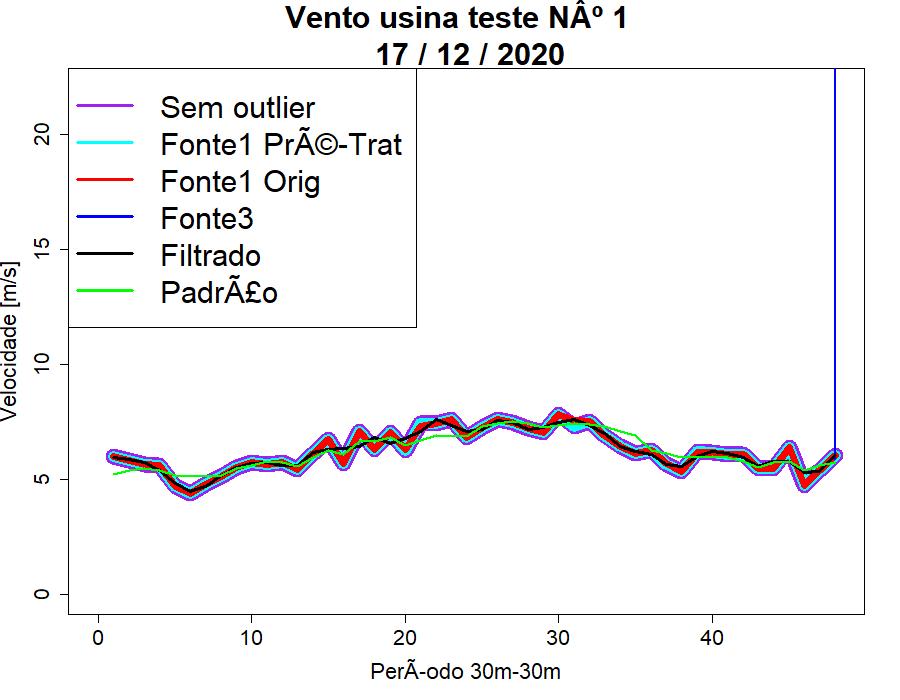 Vento usina teste NÂº 1
17 / 12 / 2020
Sem outlier
Fonte1 PrÃ©-Trat
Fonte1 Orig
Fonte3
Filtrado
PadrÃ£o
Velocidade [m/s]
20
15
10
5
0
0 10 20 30 40
PerÃ-odo 30m-30m